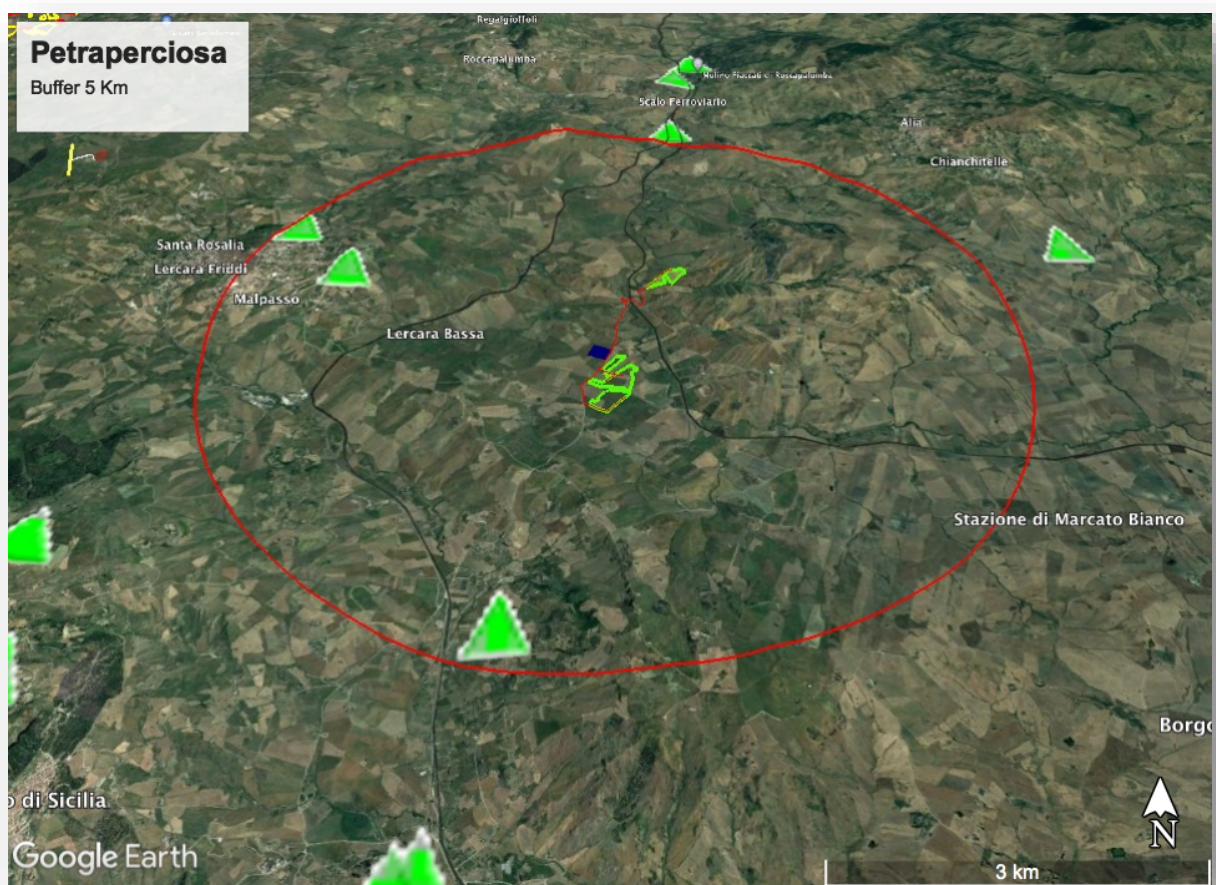 Petraperciosa
Buffer 5 Km
Regalgioffoli
Roccapalumba
Scalo Ferroviario
Alia
Chianchitelle
Santa Rosalia
Lercara Friddi
Malpasso
Lercara Bassa
Stazione di Marcato Bianco
Borgo
o di Sicilia
N
Google Earth
3 km